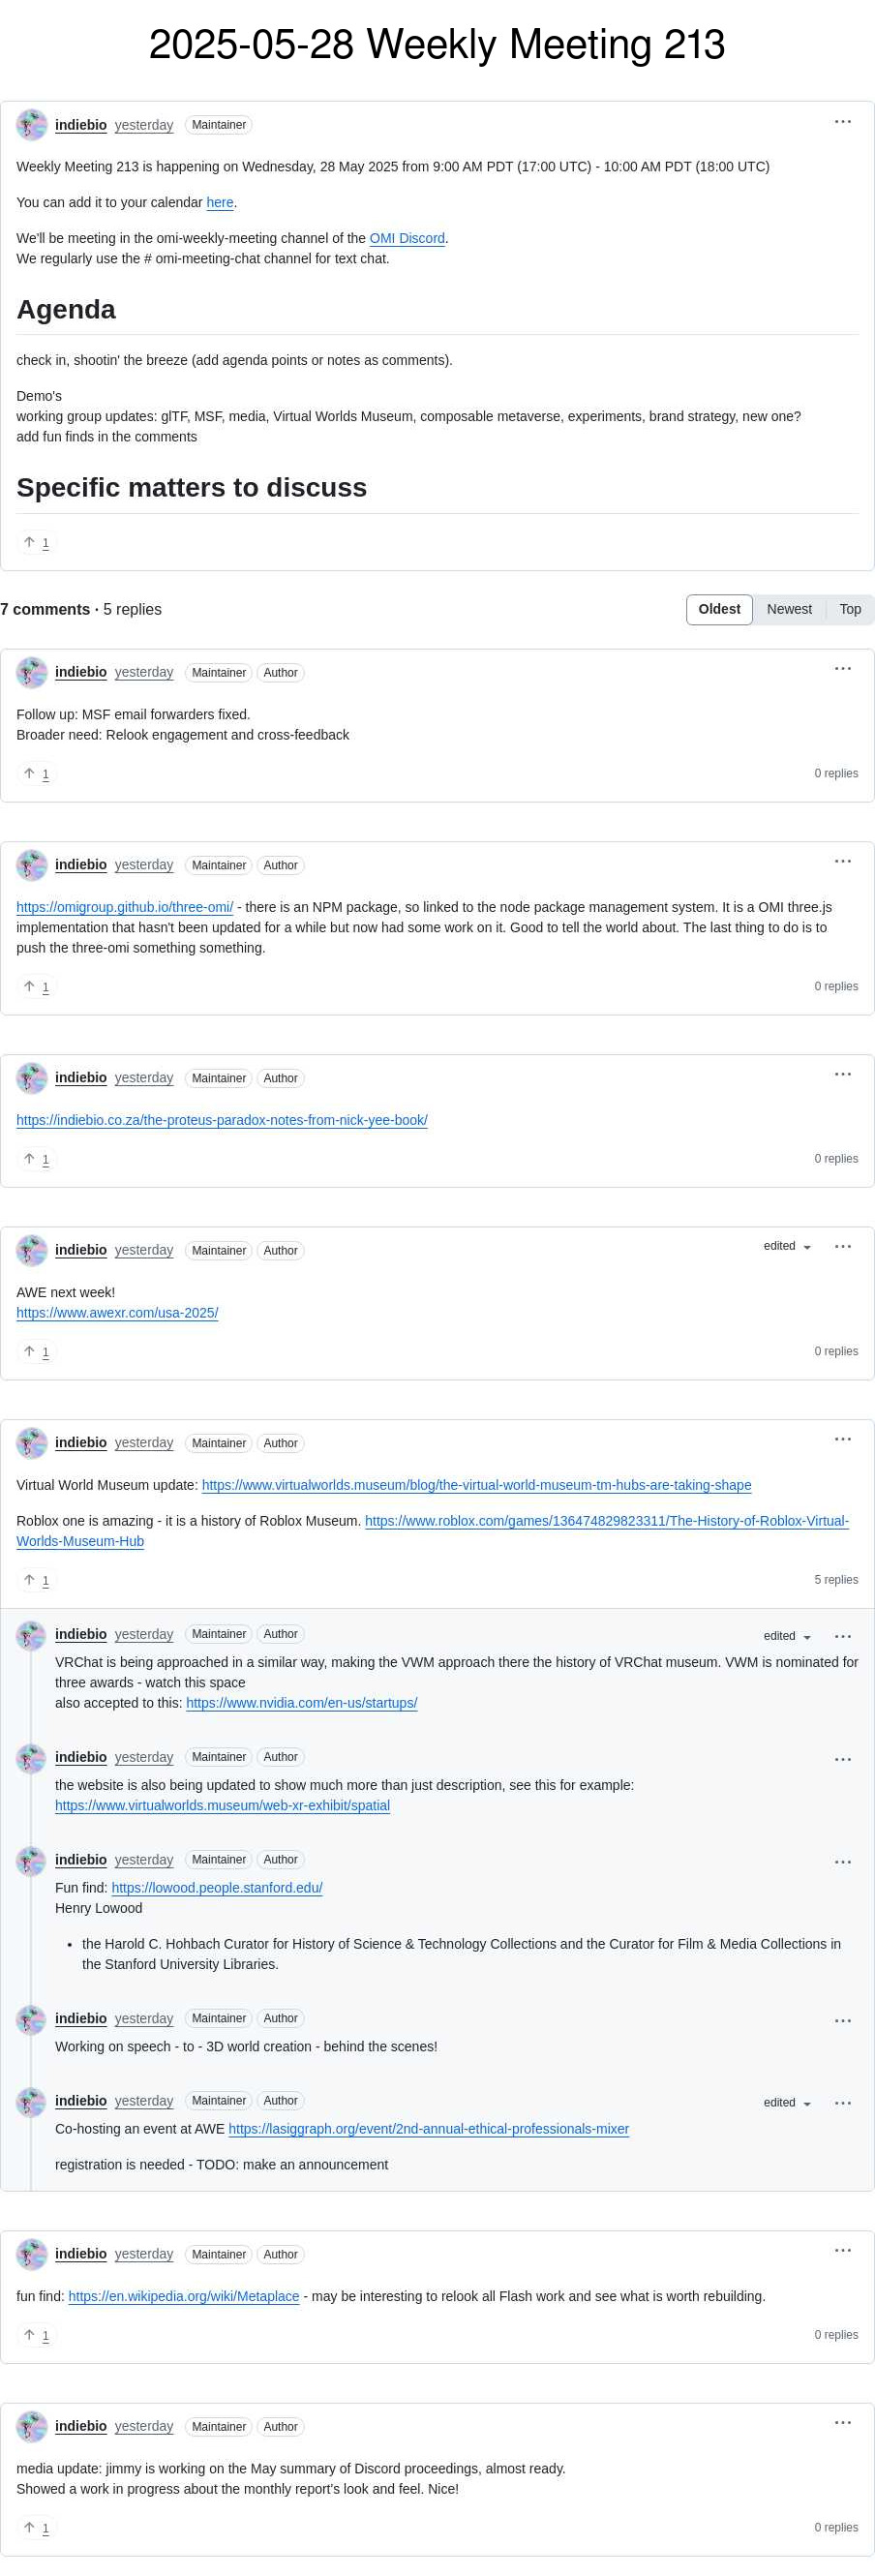 2025-05-28 Weekly Meeting 213
indiebio yesterday Maintainer
Weekly Meeting 213 is happening on Wednesday, 28 May 2025 from 9:00 AM PDT (17:00 UTC) - 10:00 AM PDT (18:00 UTC)
You can add it to your calendar here.
We'll be meeting in the omi-weekly-meeting channel of the OMI Discord.
We regularly use the # omi-meeting-chat channel for text chat.
Agenda
check in, shootin' the breeze (add agenda points or notes as comments).
Demo's
working group updates: glTF, MSF, media, Virtual Worlds Museum, composable metaverse, experiments, brand strategy, new one?
add fun finds in the comments
Specific matters to discuss
1
7 comments · 5 replies Oldest Newest Top
indiebio yesterday Maintainer Author
Follow up: MSF email forwarders fixed.
Broader need: Relook engagement and cross-feedback
1 0 replies
indiebio yesterday Maintainer Author
https://omigroup.github.io/three-omi/ - there is an NPM package, so linked to the node package management system. It is a OMI three.js
implementation that hasn't been updated for a while but now had some work on it. Good to tell the world about. The last thing to do is to
push the three-omi something something.
1 0 replies
indiebio yesterday Maintainer Author
https://indiebio.co.za/the-proteus-paradox-notes-from-nick-yee-book/
1 0 replies
indiebio yesterday Maintainer Author edited
AWE next week!
https://www.awexr.com/usa-2025/
1 0 replies
indiebio yesterday Maintainer Author
Virtual World Museum update: https://www.virtualworlds.museum/blog/the-virtual-world-museum-tm-hubs-are-taking-shape
Roblox one is amazing - it is a history of Roblox Museum. https://www.roblox.com/games/136474829823311/The-History-of-Roblox-Virtual-
Worlds-Museum-Hub
1 5 replies
indiebio yesterday Maintainer Author edited
VRChat is being approached in a similar way, making the VWM approach there the history of VRChat museum. VWM is nominated for
three awards - watch this space
also accepted to this: https://www.nvidia.com/en-us/startups/
indiebio yesterday Maintainer Author
the website is also being updated to show much more than just description, see this for example:
https://www.virtualworlds.museum/web-xr-exhibit/spatial
indiebio yesterday Maintainer Author
Fun find: https://lowood.people.stanford.edu/
Henry Lowood
• the Harold C. Hohbach Curator for History of Science & Technology Collections and the Curator for Film & Media Collections in
the Stanford University Libraries.
indiebio yesterday Maintainer Author
Working on speech - to - 3D world creation - behind the scenes!
indiebio yesterday Maintainer Author edited
Co-hosting an event at AWE https://lasiggraph.org/event/2nd-annual-ethical-professionals-mixer
registration is needed - TODO: make an announcement
indiebio yesterday Maintainer Author
fun find: https://en.wikipedia.org/wiki/Metaplace - may be interesting to relook all Flash work and see what is worth rebuilding.
1 0 replies
indiebio yesterday Maintainer Author
media update: jimmy is working on the May summary of Discord proceedings, almost ready.
Showed a work in progress about the monthly report's look and feel. Nice!
1 0 replies